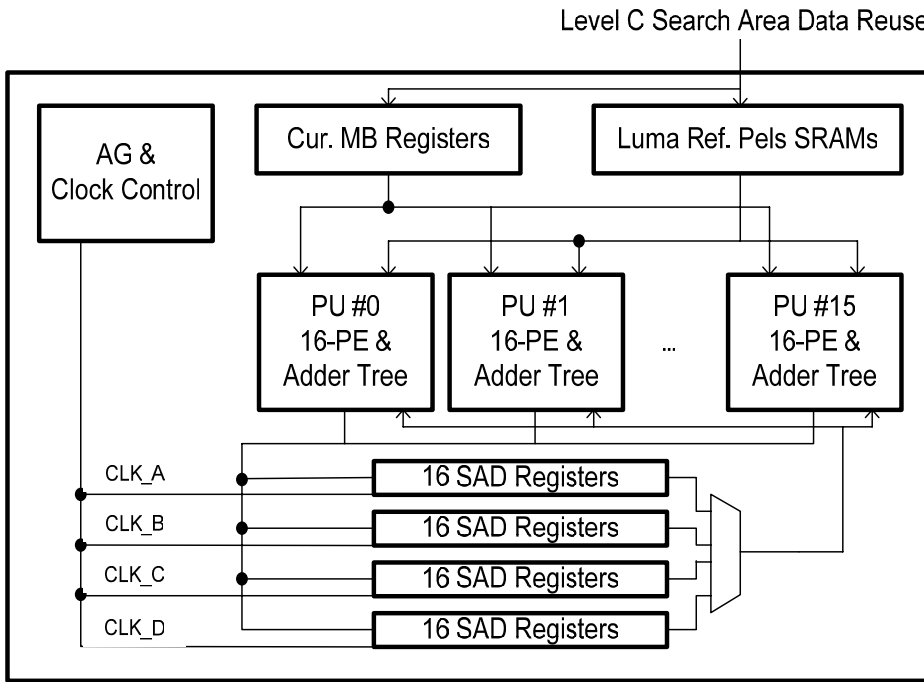 Level C Search Area Data Reuse
AG &
Clock Control
Cur. MB Registers
Luma Ref. Pels SRAMs
PU #0
16-PE &
Adder Tree
PU #1
16-PE &
Adder Tree
...
PU #15
16-PE &
Adder Tree
CLK_A
16 SAD Registers
CLK_B
16 SAD Registers
CLK_C
16 SAD Registers
CLK_D
16 SAD Registers